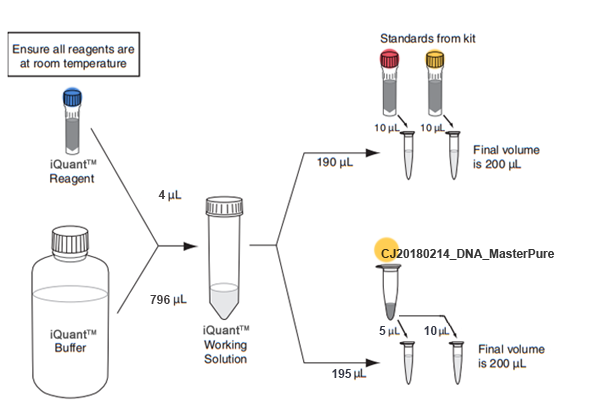 Ensure all reagents are
at room temperature
iQuant™
Reagent
4 µL
796 µL
iQuant™
Buffer
iQuant™
Working
Solution
Standards from kit
10 µL
10 µL
190 µL
Final volume
is 200 µL
CJ20180214_DNA_MasterPure
5 µL
10 µL
195 µL
Final volume
is 200 µL